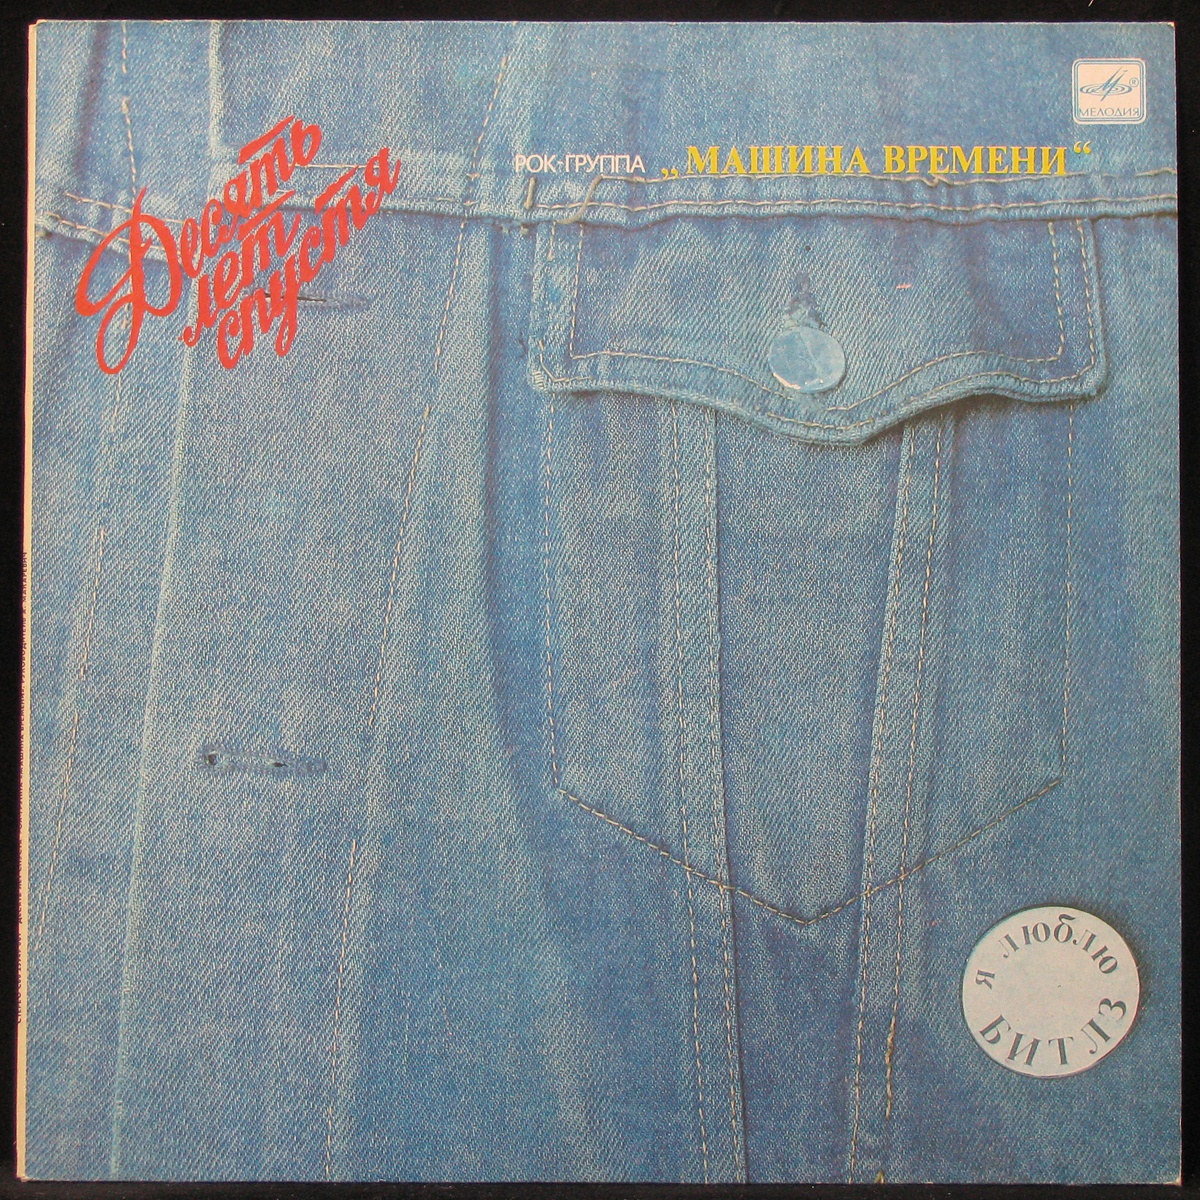 МЕЛОДИЯ
РОК-ГРУППА „МАШИНА ВРЕМЕНИ“
Десять
лет
спустя
Я ЛЮБЛЮ
БИТЛЗ